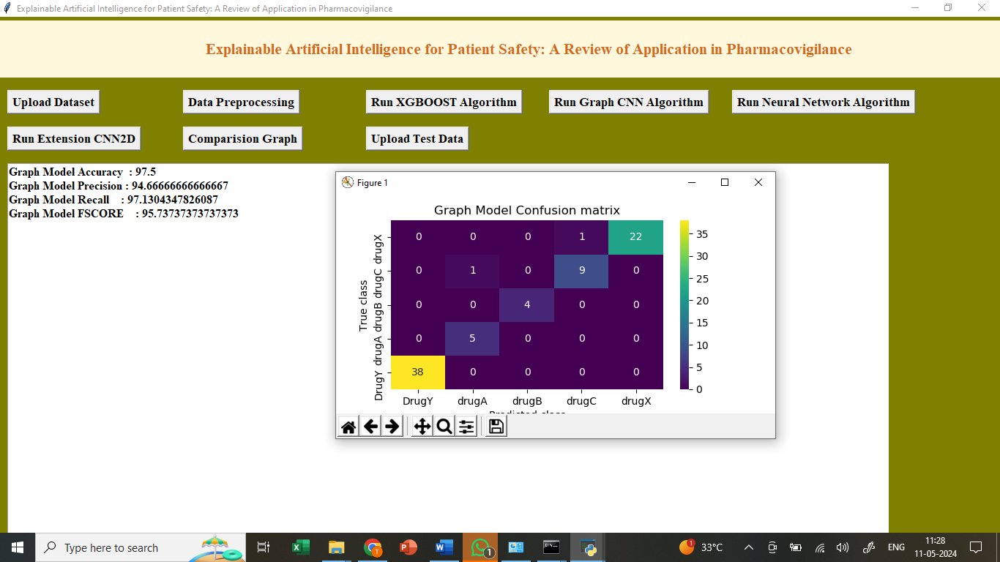 Explainable Artificial Intelligence for Patient Safety: A Review of Application in Pharmacovigilance
Explainable Artificial Intelligence for Patient Safety: A Review of Application in Pharmacovigilance
Upload Dataset
Data Preprocessing
Run XGBOOST Algorithm
Run Graph CNN Algorithm
Run Neural Network Algorithm
Run Extension CNN2D
Comparision Graph
Upload Test Data
Graph Model Accuracy : 97.5
Graph Model Precision : 94.66666666666667
Graph Model Recall : 97.1304347826087
Graph Model FSCORE : 95.73737373737373
Figure 1
Graph Model Confusion matrix
True class
drugX
0 0 0 1 22
drugC
0 1 0 9 0
drugB
0 0 4 0 0
drugA
0 5 0 0 0
DrugY
38 0 0 0 0
DrugY drugA drugB drugC drugX
Predicted class
35
30
25
20
15
10
5
0
Type here to search
1
1
33°C
ENG
11:28
11-05-2024